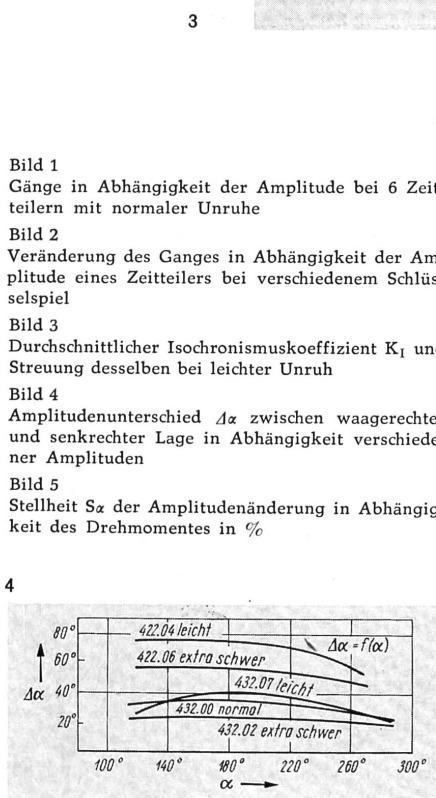 3
Bild 1
Gänge in Abhängigkeit der Amplitude bei 6 Zeit
teilern mit normaler Unruhe
Bild 2
Veränderung des Ganges in Abhängigkeit der Am
plitude eines Zeitteilers bei verschiedenem Schlüs
selspiel
Bild 3
Durchschnittlicher Isochronismuskoeffizient K_I un
Streuung desselben bei leichter Unruh
Bild 4
Amplitudenunterschied Δα zwischen waagerechte
und senkrechter Lage in Abhängigkeit verschiede
ner Amplituden
Bild 5
Stellheit Sα der Amplitudenänderung in Abhängig
keit des Drehmomentes in %
4
80°
422.04 leicht
Δα = f(α)
60°
422.06 extra schwer
Δα
40°
432.07 leicht
432.00 normal
20°
432.02 extra schwer
100° 140° 180° 220° 260° 300°
α